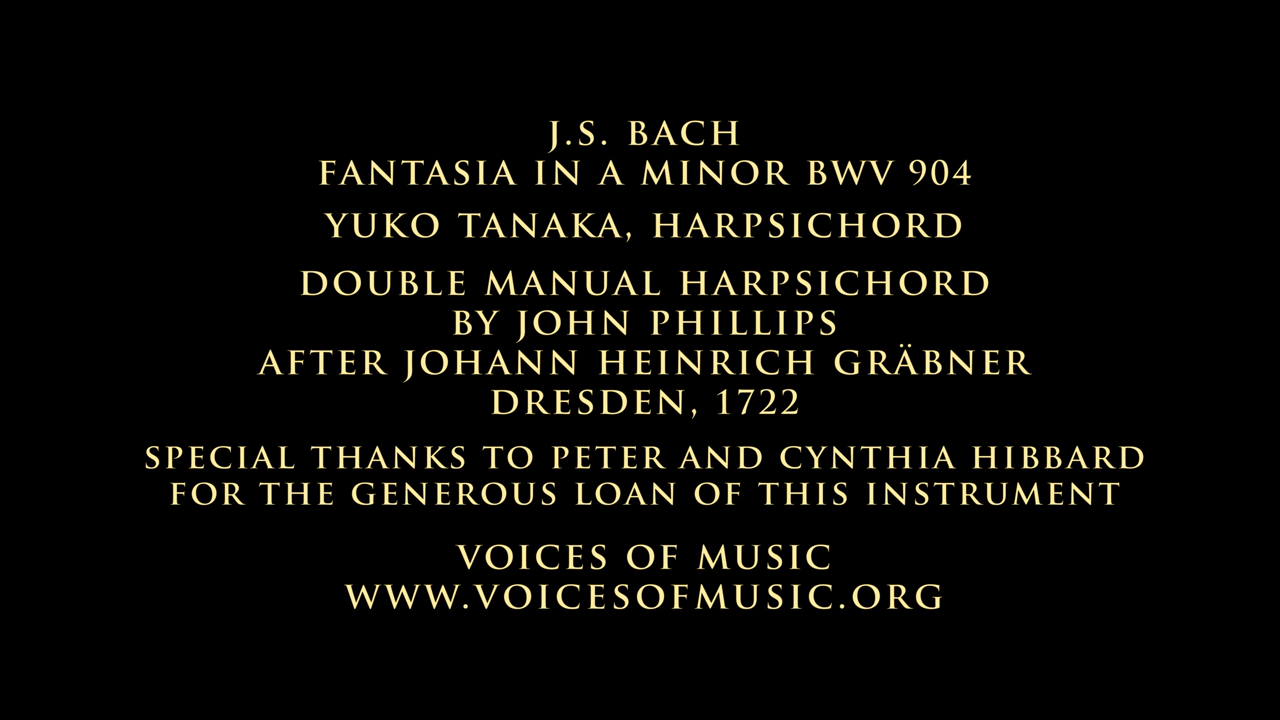 J.S. BACH
FANTASIA IN A MINOR BWV 904
YUKO TANAKA, HARPSICHORD
DOUBLE MANUAL HARPSICHORD
BY JOHN PHILLIPS
AFTER JOHANN HEINRICH GRÄBNER
DRESDEN, 1722
SPECIAL THANKS TO PETER AND CYNTHIA HIBBARD
FOR THE GENEROUS LOAN OF THIS INSTRUMENT
VOICES OF MUSIC
WWW.VOICESOFMUSIC.ORG